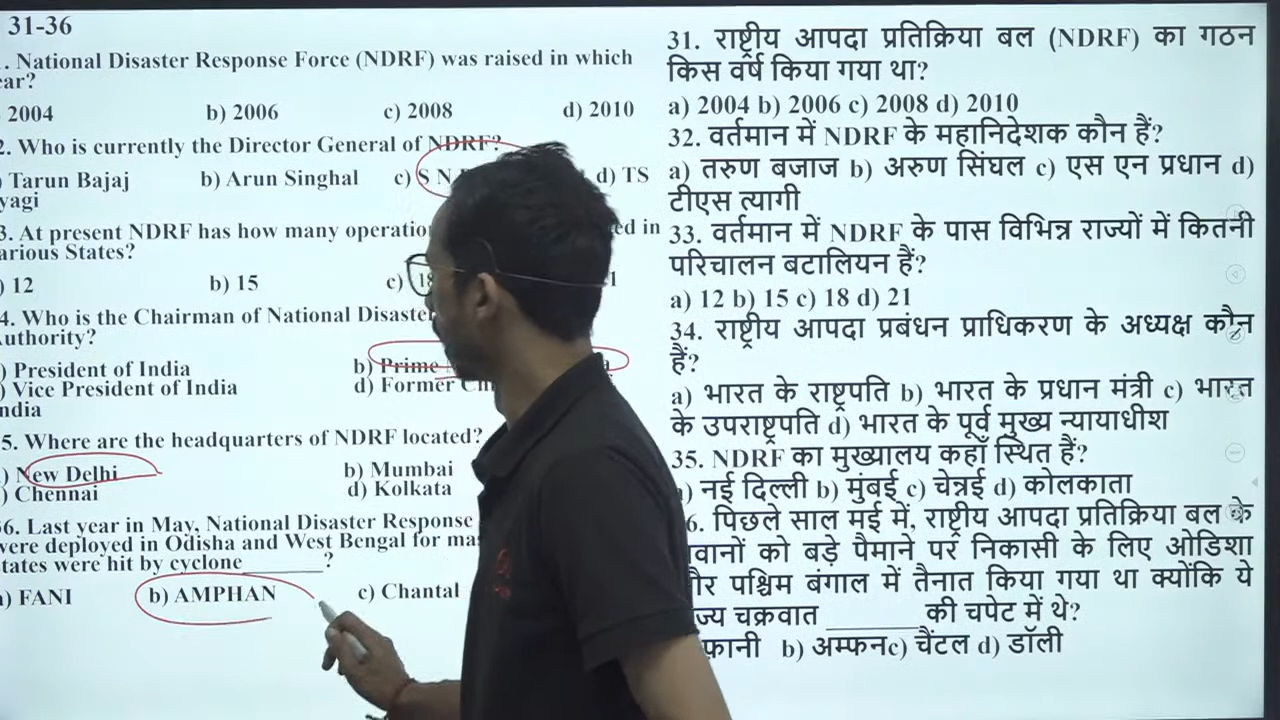 31-36
. National Disaster Response Force (NDRF) was raised in which
ear?
2004 b) 2006 c) 2008 d) 2010
2. Who is currently the Director General of NDRF?
) Tarun Bajaj b) Arun Singhal c) S N d) TS
yagi
3. At present NDRF has how many operatio ed in
arious States?
) 12 b) 15 c) 18 1
4. Who is the Chairman of National Disaste
uthority?
) President of India b) Prime
) Vice President of India d) Former
ndia
5. Where are the headquarters of NDRF located?
) New Delhi b) Mumbai
) Chennai d) Kolkata
36. Last year in May, National Disaster Response
were deployed in Odisha and West Bengal for ma
tates were hit by cyclone ________?
) FANI b) AMPHAN c) Chantal
31. राष्ट्रीय आपदा प्रतिक्रिया बल (NDRF) का गठन
किस वर्ष किया गया था?
a) 2004 b) 2006 c) 2008 d) 2010
32. वर्तमान में NDRF के महानिदेशक कौन हैं?
a) तरुण बजाज b) अरुण सिंघल c) एस एन प्रधान d)
टीएस त्यागी
33. वर्तमान में NDRF के पास विभिन्न राज्यों में कितनी
परिचालन बटालियन हैं?
a) 12 b) 15 c) 18 d) 21
34. राष्ट्रीय आपदा प्रबंधन प्राधिकरण के अध्यक्ष कौन
हैं?
a) भारत के राष्ट्रपति b) भारत के प्रधान मंत्री c) भारत
के उपराष्ट्रपति d) भारत के पूर्व मुख्य न्यायाधीश
35. NDRF का मुख्यालय कहाँ स्थित हैं?
) नई दिल्ली b) मुंबई c) चेन्नई d) कोलकाता
6. पिछले साल मई में, राष्ट्रीय आपदा प्रतिक्रिया बल के
वानों को बड़े पैमाने पर निकासी के लिए ओडिशा
और पश्चिम बंगाल में तैनात किया गया था क्योंकि ये
ज्य चक्रवात ________ की चपेट में थे?
फ़ानी b) अम्फन c) चैंटल d) डॉली